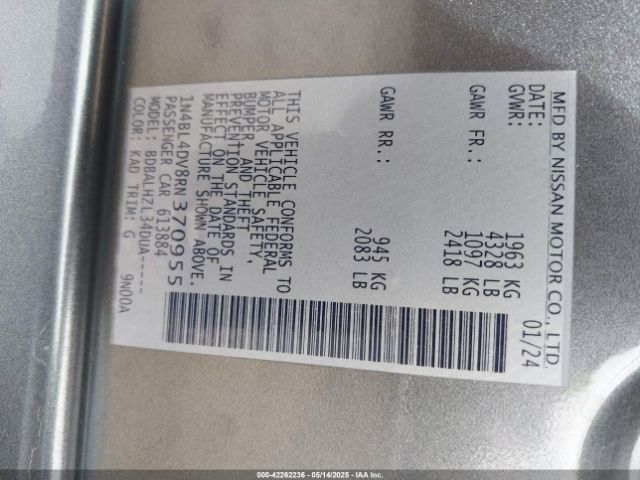 MFD BY NISSAN MOTOR CO., LTD.
DATE: 01/24
GVWR: 1963 KG
4328 LB
GAWR FR.: 1097 KG
2418 LB
GAWR RR.: 945 KG
2083 LB
THIS VEHICLE CONFORMS TO
ALL APPLICABLE FEDERAL
MOTOR VEHICLE SAFETY,
BUMPER AND THEFT
PREVENTION STANDARDS IN
EFFECT ON THE DATE OF
MANUFACTURE SHOWN ABOVE.
1N4BL4DV8RN370955
PASSENGER CAR 613884
MODEL: BDBALHZL34DUA-----
COLOR: KAD TRIM: G 9N00A
000-42262236 - 05/14/2025 - IAA Inc.